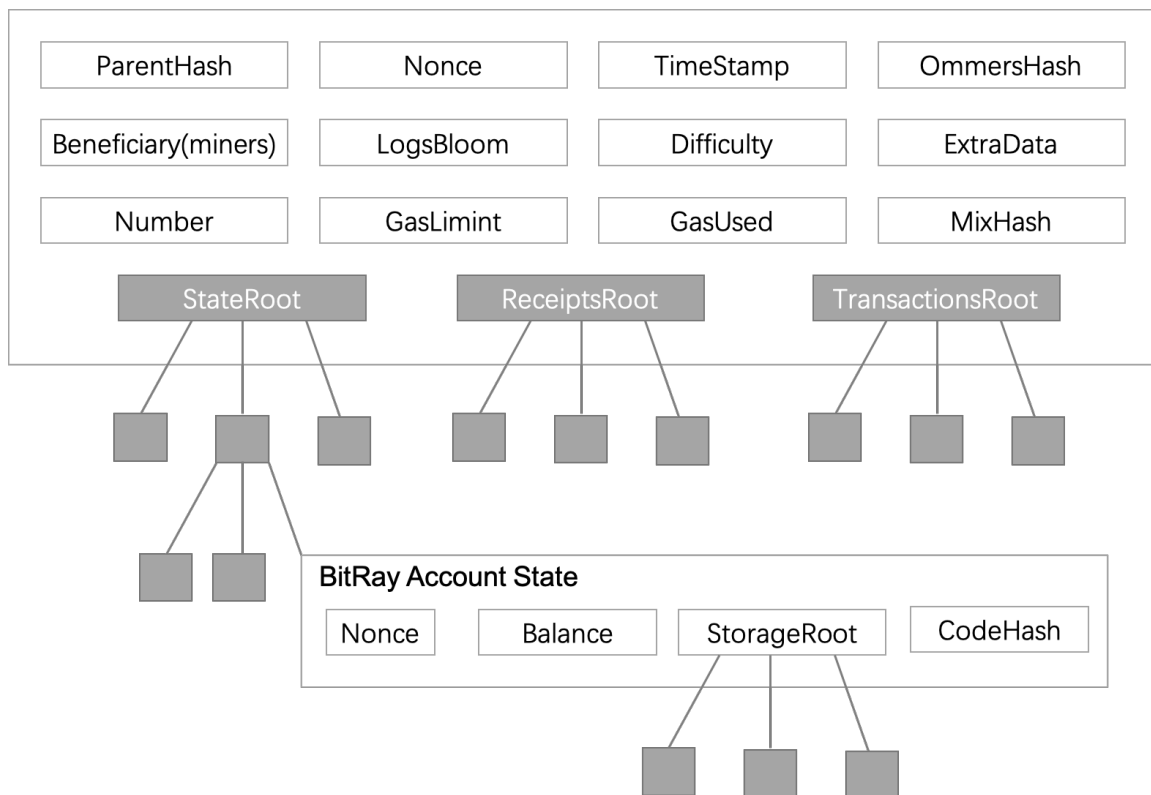 ParentHash
Nonce
TimeStamp
OmmersHash
Beneficiary(miners)
LogsBloom
Difficulty
ExtraData
Number
GasLimint
GasUsed
MixHash
StateRoot
ReceiptsRoot
TransactionsRoot
BitRay Account State
Nonce
Balance
StorageRoot
CodeHash